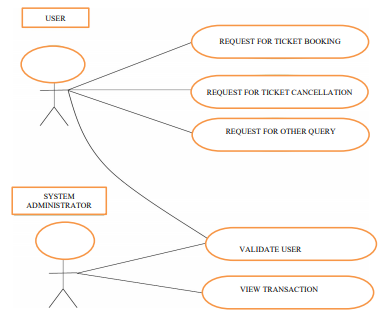 USER
REQUEST FOR TICKET BOOKING
REQUEST FOR TICKET CANCELLATION
REQUEST FOR OTHER QUERY
SYSTEM
ADMINISTRATOR
VALIDATE USER
VIEW TRANSACTION